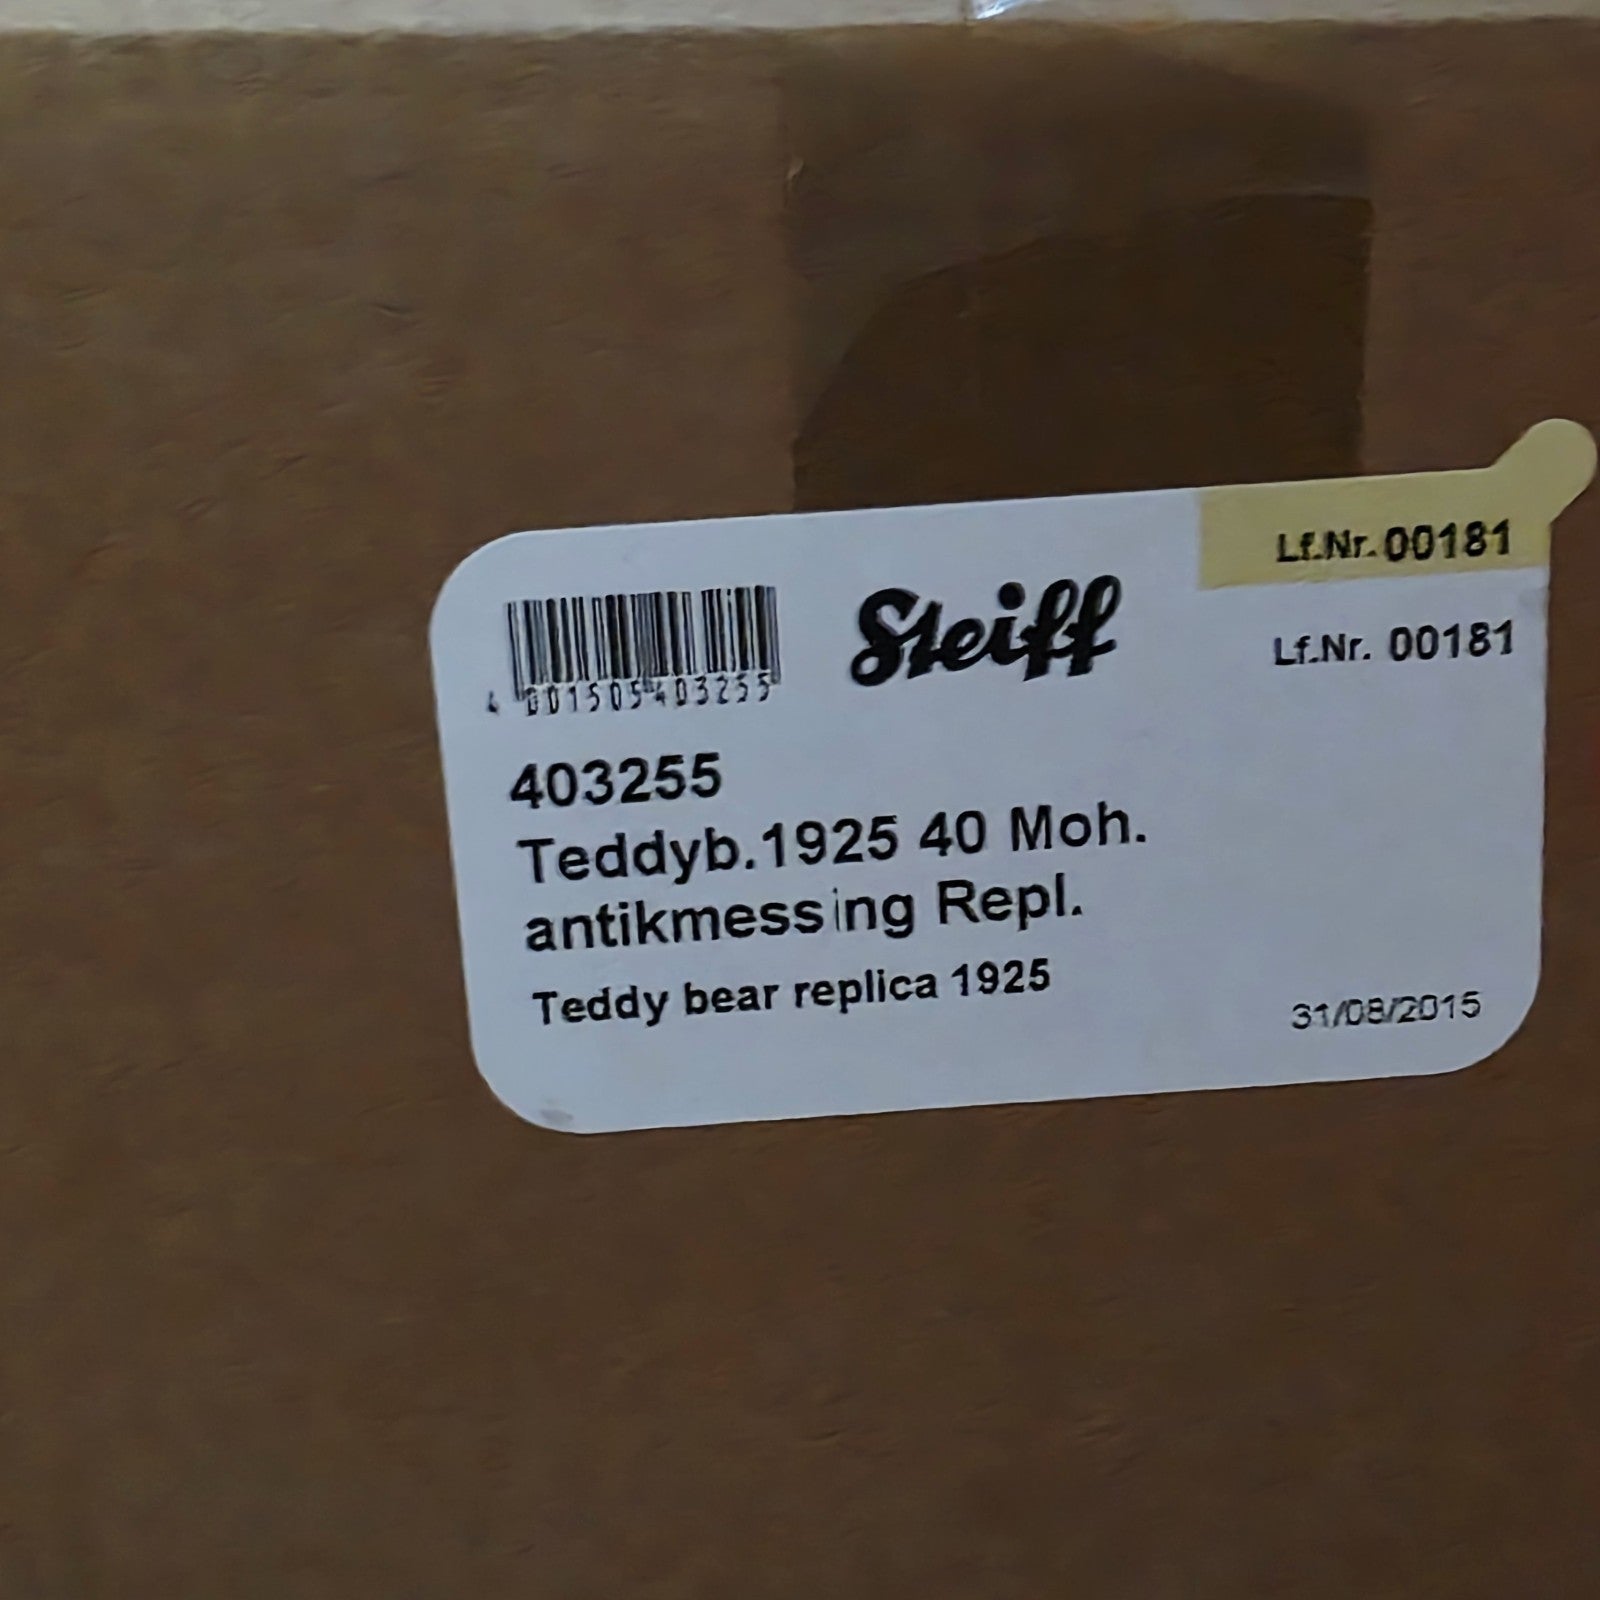 Lf.Nr. 00181
Steiff
Lf.Nr. 00181
4 001505 403255
403255
Teddyb.1925 40 Moh.
antikmessing Repl.
Teddy bear replica 1925
31/08/2015